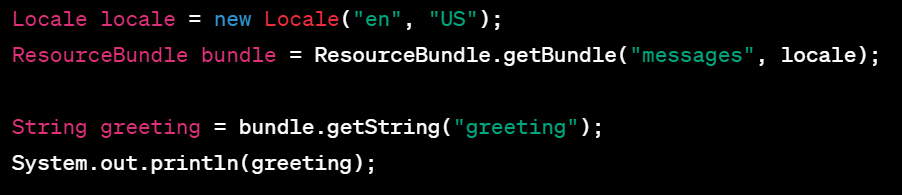 Locale locale = new Locale("en", "US");
ResourceBundle bundle = ResourceBundle.getBundle("messages", locale);
String greeting = bundle.getString("greeting");
System.out.println(greeting);